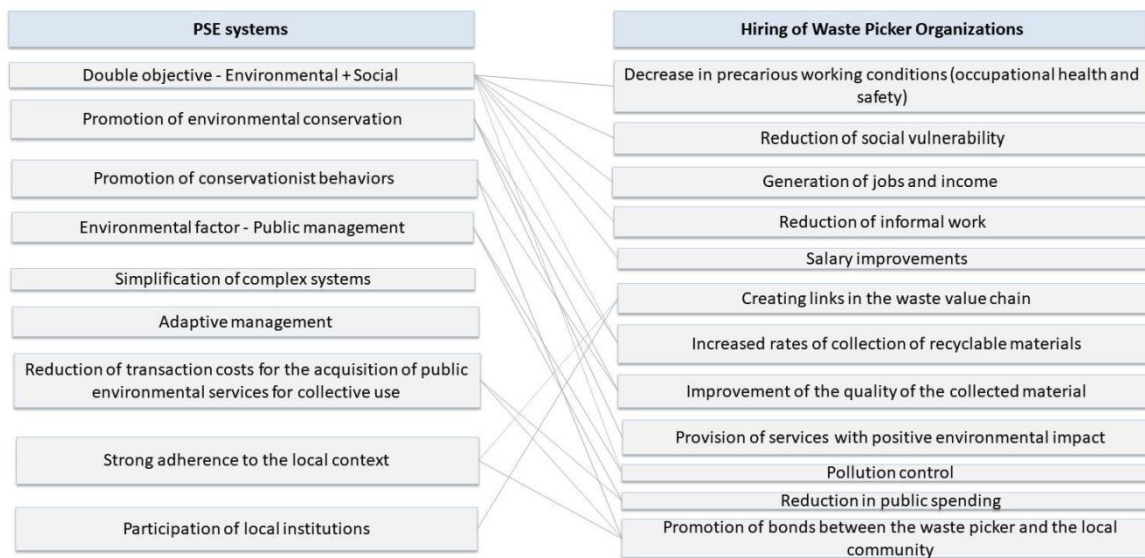 PSE systems
Double objective - Environmental + Social
Promotion of environmental conservation
Promotion of conservationist behaviors
Environmental factor - Public management
Simplification of complex systems
Adaptive management
Reduction of transaction costs for the acquisition of public
environmental services for collective use
Strong adherence to the local context
Participation of local institutions
Hiring of Waste Picker Organizations
Decrease in precarious working conditions (occupational health and
safety)
Reduction of social vulnerability
Generation of jobs and income
Reduction of informal work
Salary improvements
Creating links in the waste value chain
Increased rates of collection of recyclable materials
Improvement of the quality of the collected material
Provision of services with positive environmental impact
Pollution control
Reduction in public spending
Promotion of bonds between the waste picker and the local
community